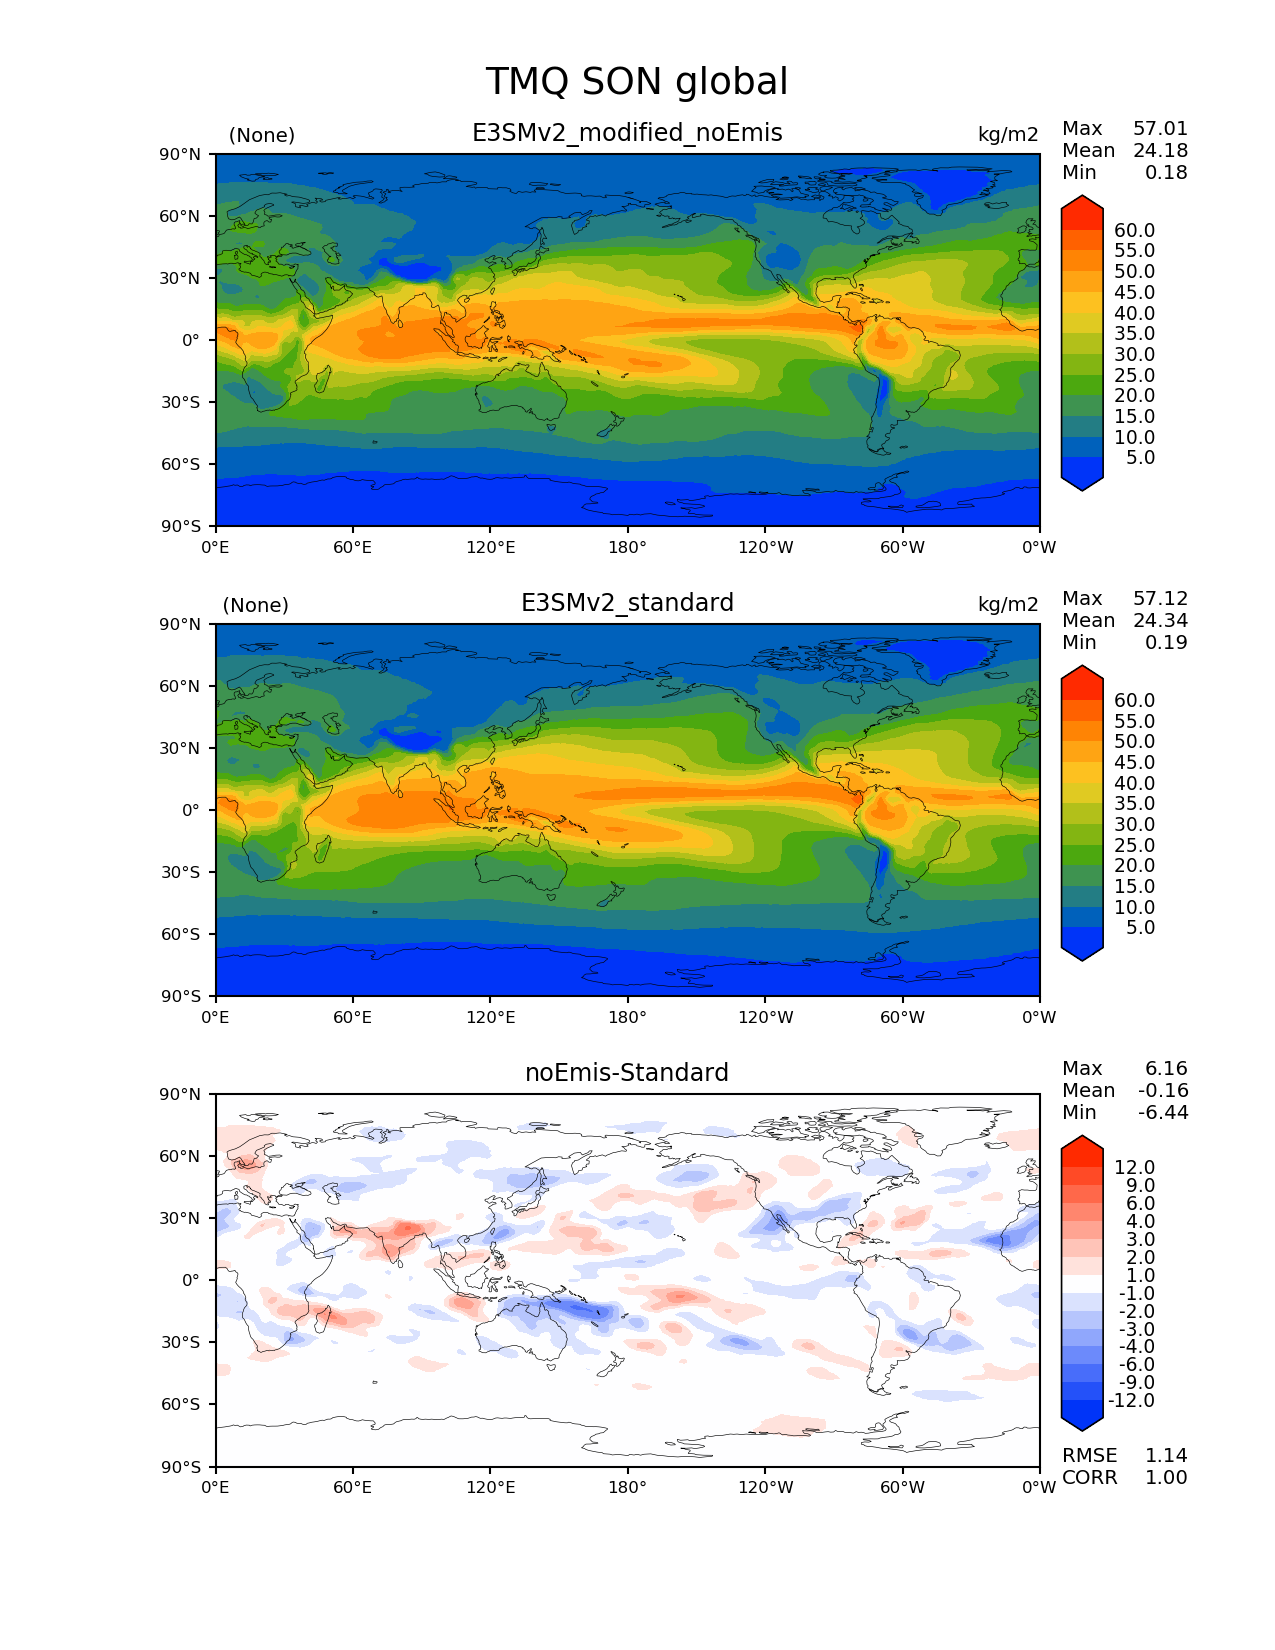 TMQ SON global
(None) E3SMv2_modified_noEmis kg/m2
Max 57.01
Mean 24.18
Min 0.18
90°N
60°N
30°N
0°
30°S
60°S
90°S
0°E 60°E 120°E 180° 120°W 60°W 0°W
60.0
55.0
50.0
45.0
40.0
35.0
30.0
25.0
20.0
15.0
10.0
5.0
(None) E3SMv2_standard kg/m2
Max 57.12
Mean 24.34
Min 0.19
90°N
60°N
30°N
0°
30°S
60°S
90°S
0°E 60°E 120°E 180° 120°W 60°W 0°W
60.0
55.0
50.0
45.0
40.0
35.0
30.0
25.0
20.0
15.0
10.0
5.0
noEmis-Standard
Max 6.16
Mean -0.16
Min -6.44
90°N
60°N
30°N
0°
30°S
60°S
90°S
0°E 60°E 120°E 180° 120°W 60°W 0°W
12.0
9.0
6.0
4.0
3.0
2.0
1.0
-1.0
-2.0
-3.0
-4.0
-6.0
-9.0
-12.0
RMSE 1.14
CORR 1.00